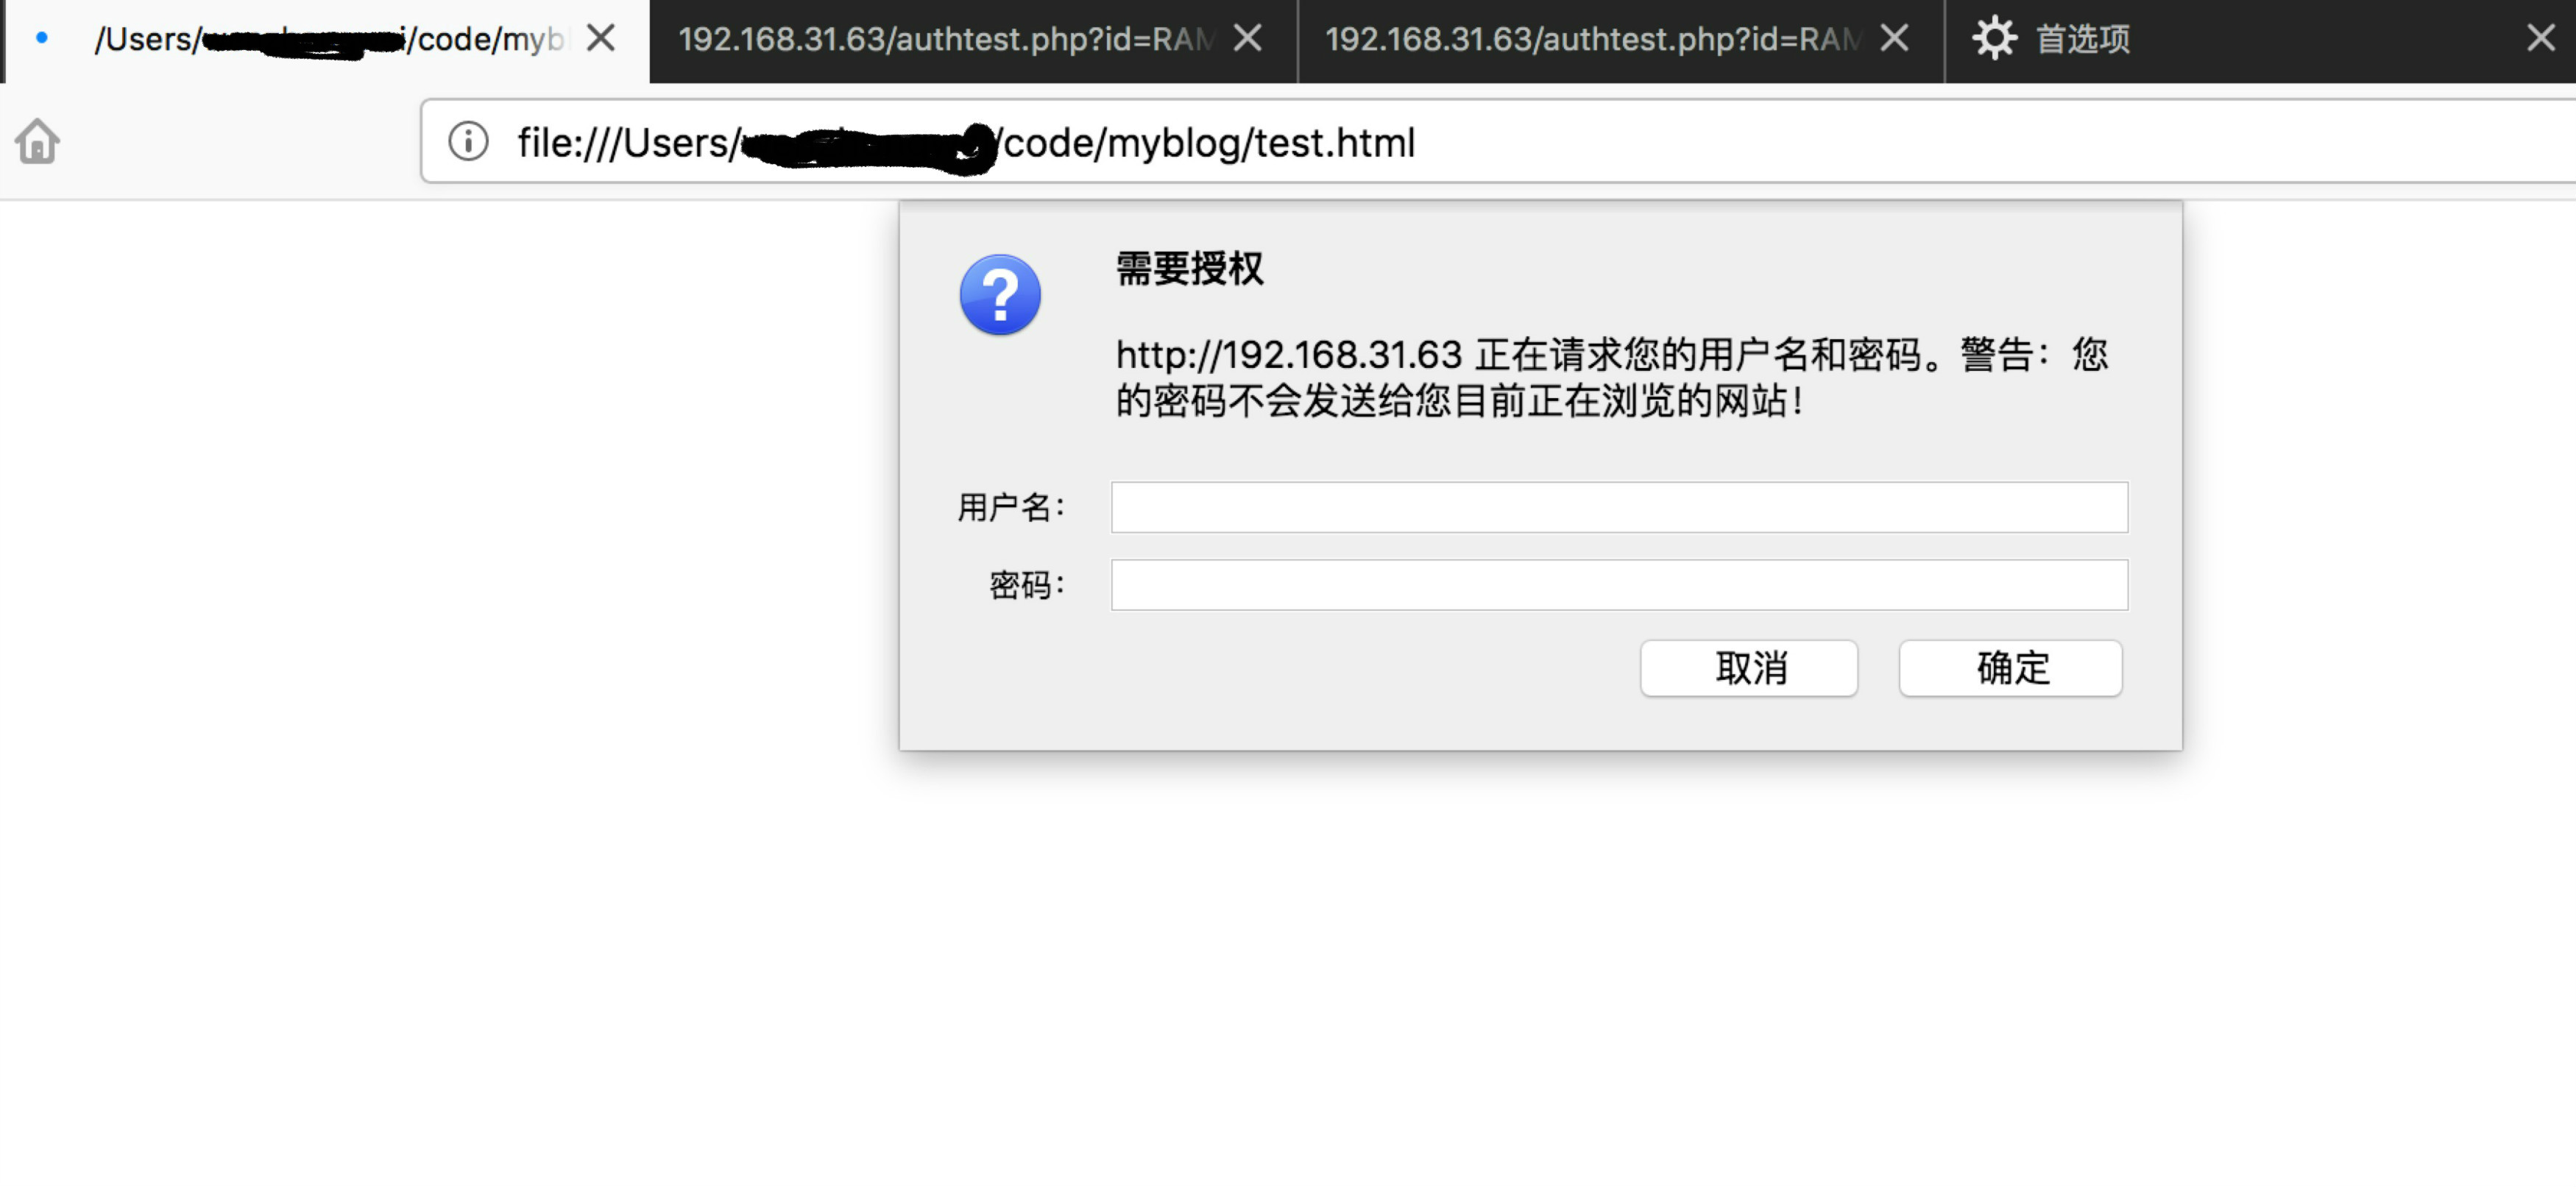 /Users/ i/code/myb
192.168.31.63/authtest.php?id=RAM
192.168.31.63/authtest.php?id=RAM
首选项
file:///Users/ /code/myblog/test.html
需要授权
http://192.168.31.63 正在请求您的用户名和密码。警告：您
的密码不会发送给您目前正在浏览的网站！
用户名：
密码：
取消
确定